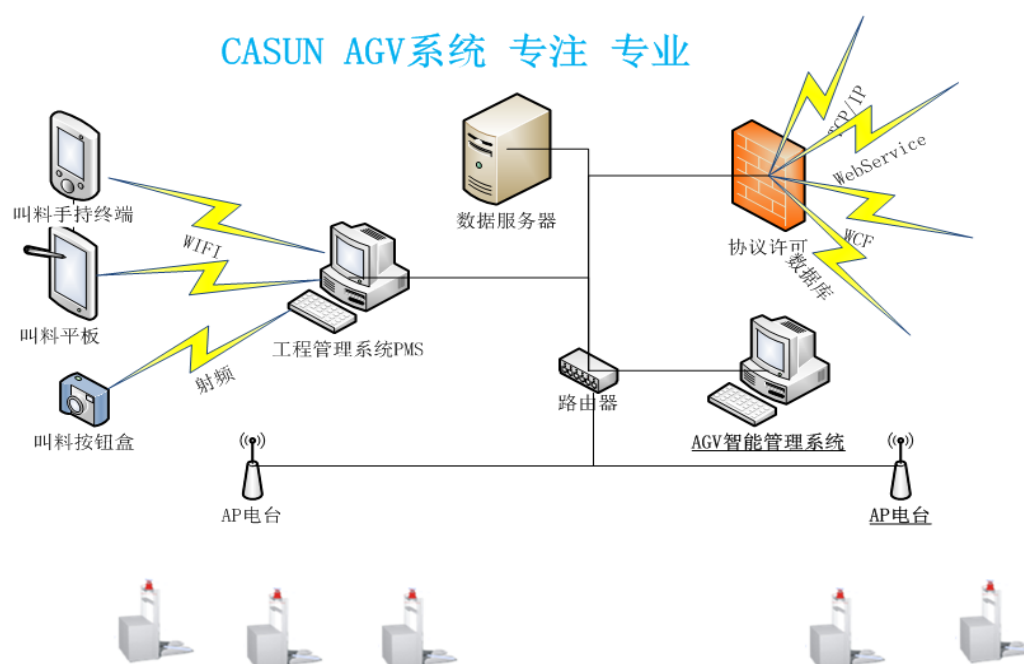 CASUN AGV系统 专注 专业
TCP/IP
WebService
WCF
数据库
协议许可
数据服务器
叫料手持终端
WIFI
叫料平板
工程管理系统PMS
射频
叫料按钮盒
路由器
AGV智能管理系统
AP电台
AP电台